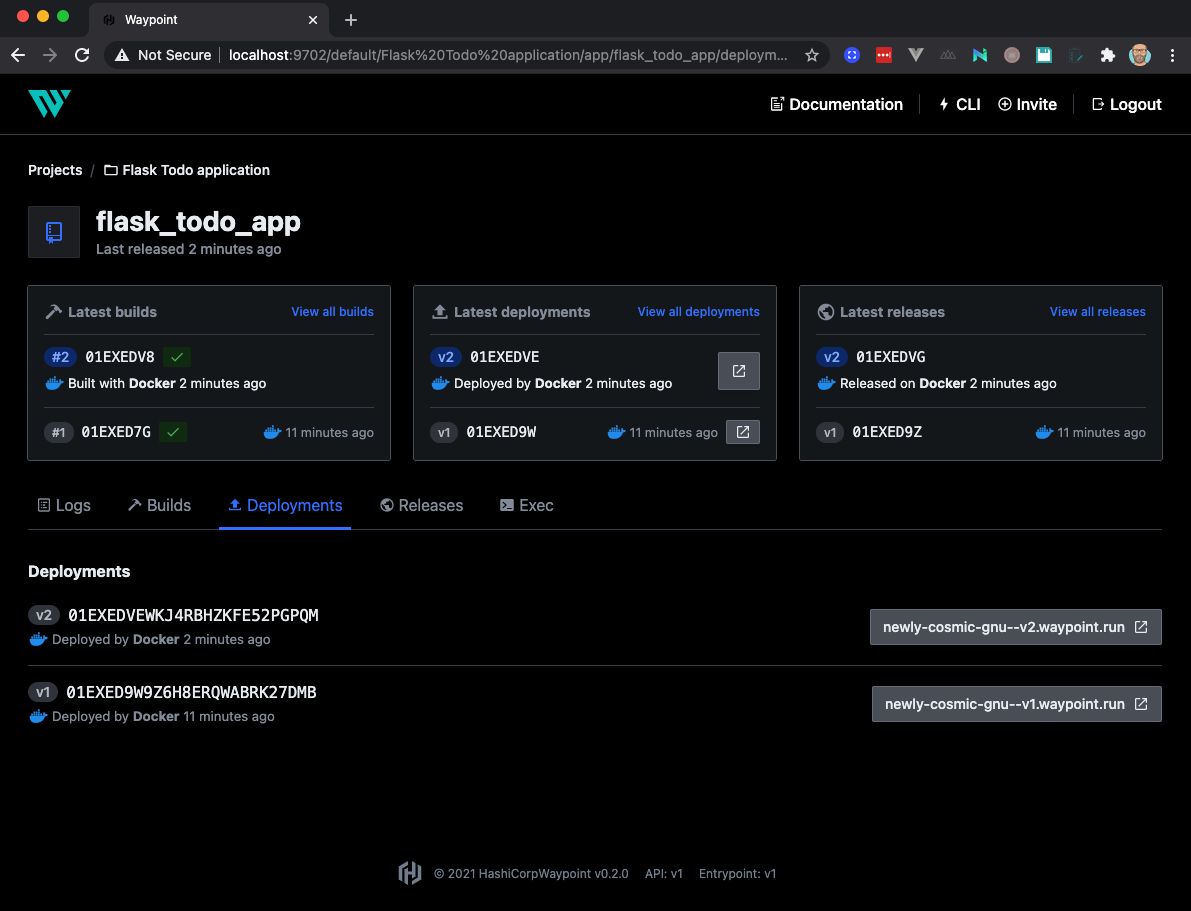 Waypoint
Not Secure
localhost:9702/default/Flask%20Todo%20application/app/flask_todo_app/deploym...
Documentation
CLI
Invite
Logout
Projects / Flask Todo application
flask_todo_app
Last released 2 minutes ago
Latest builds
View all builds
#2 01EXEDV8
Built with Docker 2 minutes ago
#1 01EXED7G
11 minutes ago
Latest deployments
View all deployments
v2 01EXEDVE
Deployed by Docker 2 minutes ago
v1 01EXED9W
11 minutes ago
Latest releases
View all releases
v2 01EXEDVG
Released on Docker 2 minutes ago
v1 01EXED9Z
11 minutes ago
Logs
Builds
Deployments
Releases
Exec
Deployments
v2 01EXEDVEWKJ4RBHZKFE52PGPQM
Deployed by Docker 2 minutes ago
newly-cosmic-gnu--v2.waypoint.run
v1 01EXED9W9Z6H8ERQWABRK27DMB
Deployed by Docker 11 minutes ago
newly-cosmic-gnu--v1.waypoint.run
© 2021 HashiCorpWaypoint v0.2.0 API: v1 Entrypoint: v1